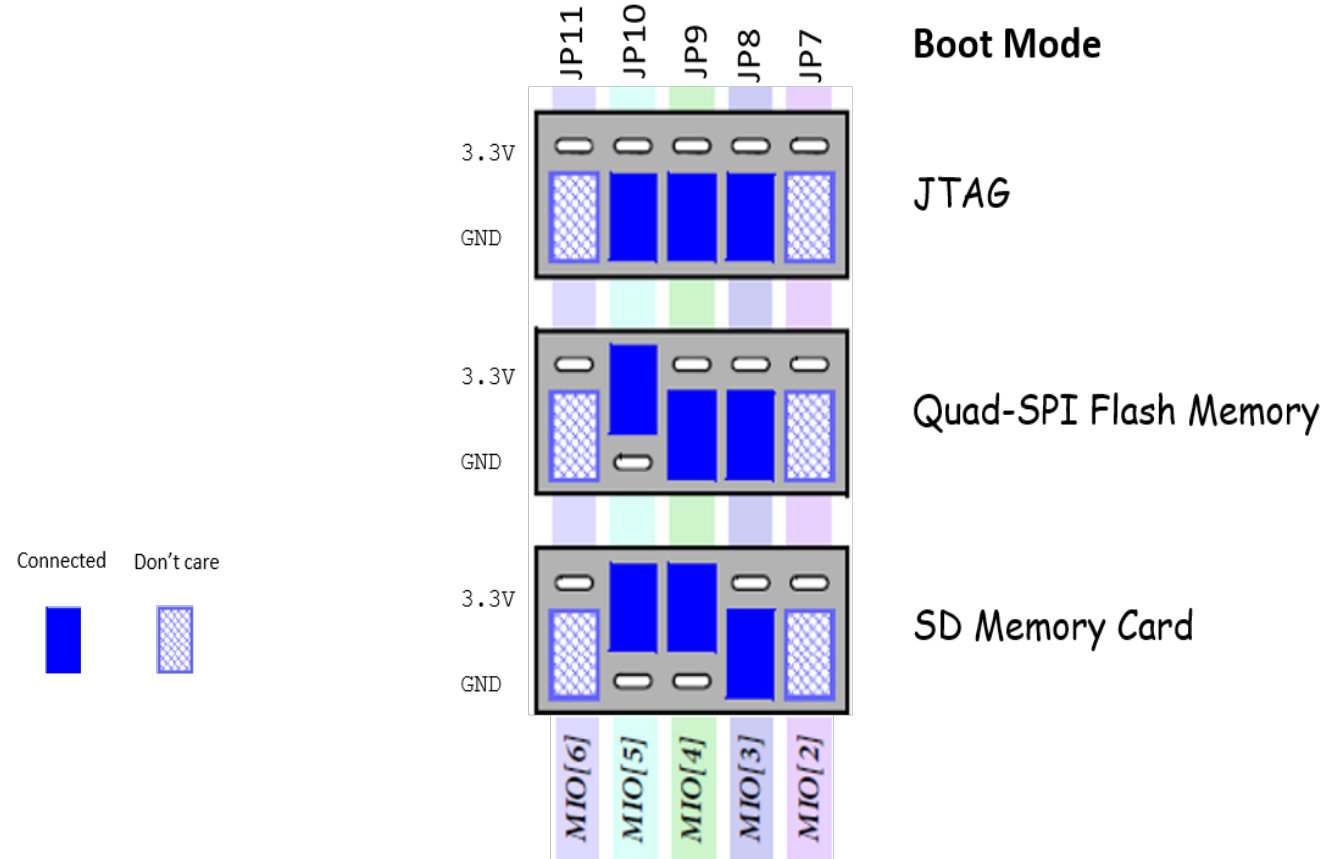 JP11 JP10 JP9 JP8 JP7
Boot Mode
3.3V
JTAG
GND
3.3V
Quad-SPI Flash Memory
GND
Connected Don't care
3.3V
SD Memory Card
GND
MIO[6] MIO[5] MIO[4] MIO[3] MIO[2]